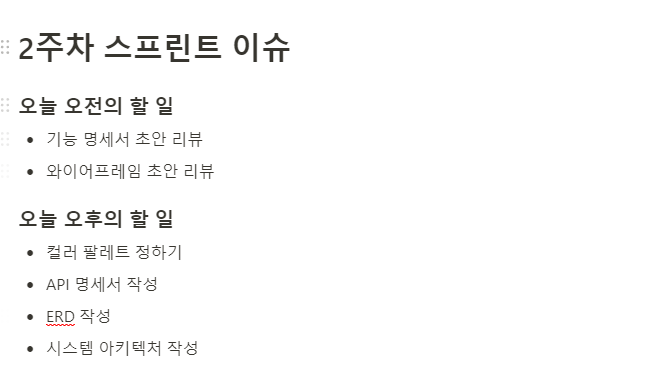 2주차 스프린트 이슈
오늘 오전의 할 일
기능 명세서 초안 리뷰
와이어프레임 초안 리뷰
오늘 오후의 할 일
컬러 팔레트 정하기
API 명세서 작성
ERD 작성
시스템 아키텍처 작성